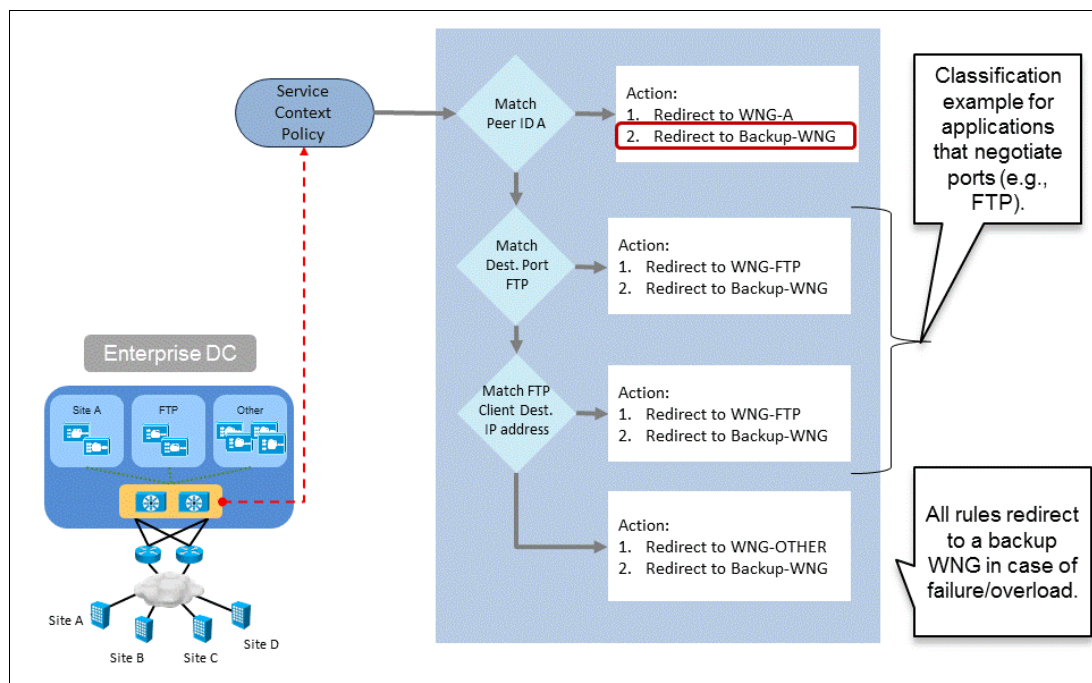 Service
Context
Policy
Match
Peer ID A
Action:
1. Redirect to WNG-A
2. Redirect to Backup-WNG
Classification
example for
applications
that negotiate
ports (e.g.,
FTP).
Match
Dest. Port
FTP
Action:
1. Redirect to WNG-FTP
2. Redirect to Backup-WNG
Match FTP
Client Dest.
IP address
Action:
1. Redirect to WNG-FTP
2. Redirect to Backup-WNG
Action:
1. Redirect to WNG-OTHER
2. Redirect to Backup-WNG
All rules redirect
to a backup
WNG in case of
failure/overload.
Enterprise DC
Site A
FTP
Other
Site A
Site B
Site C
Site D